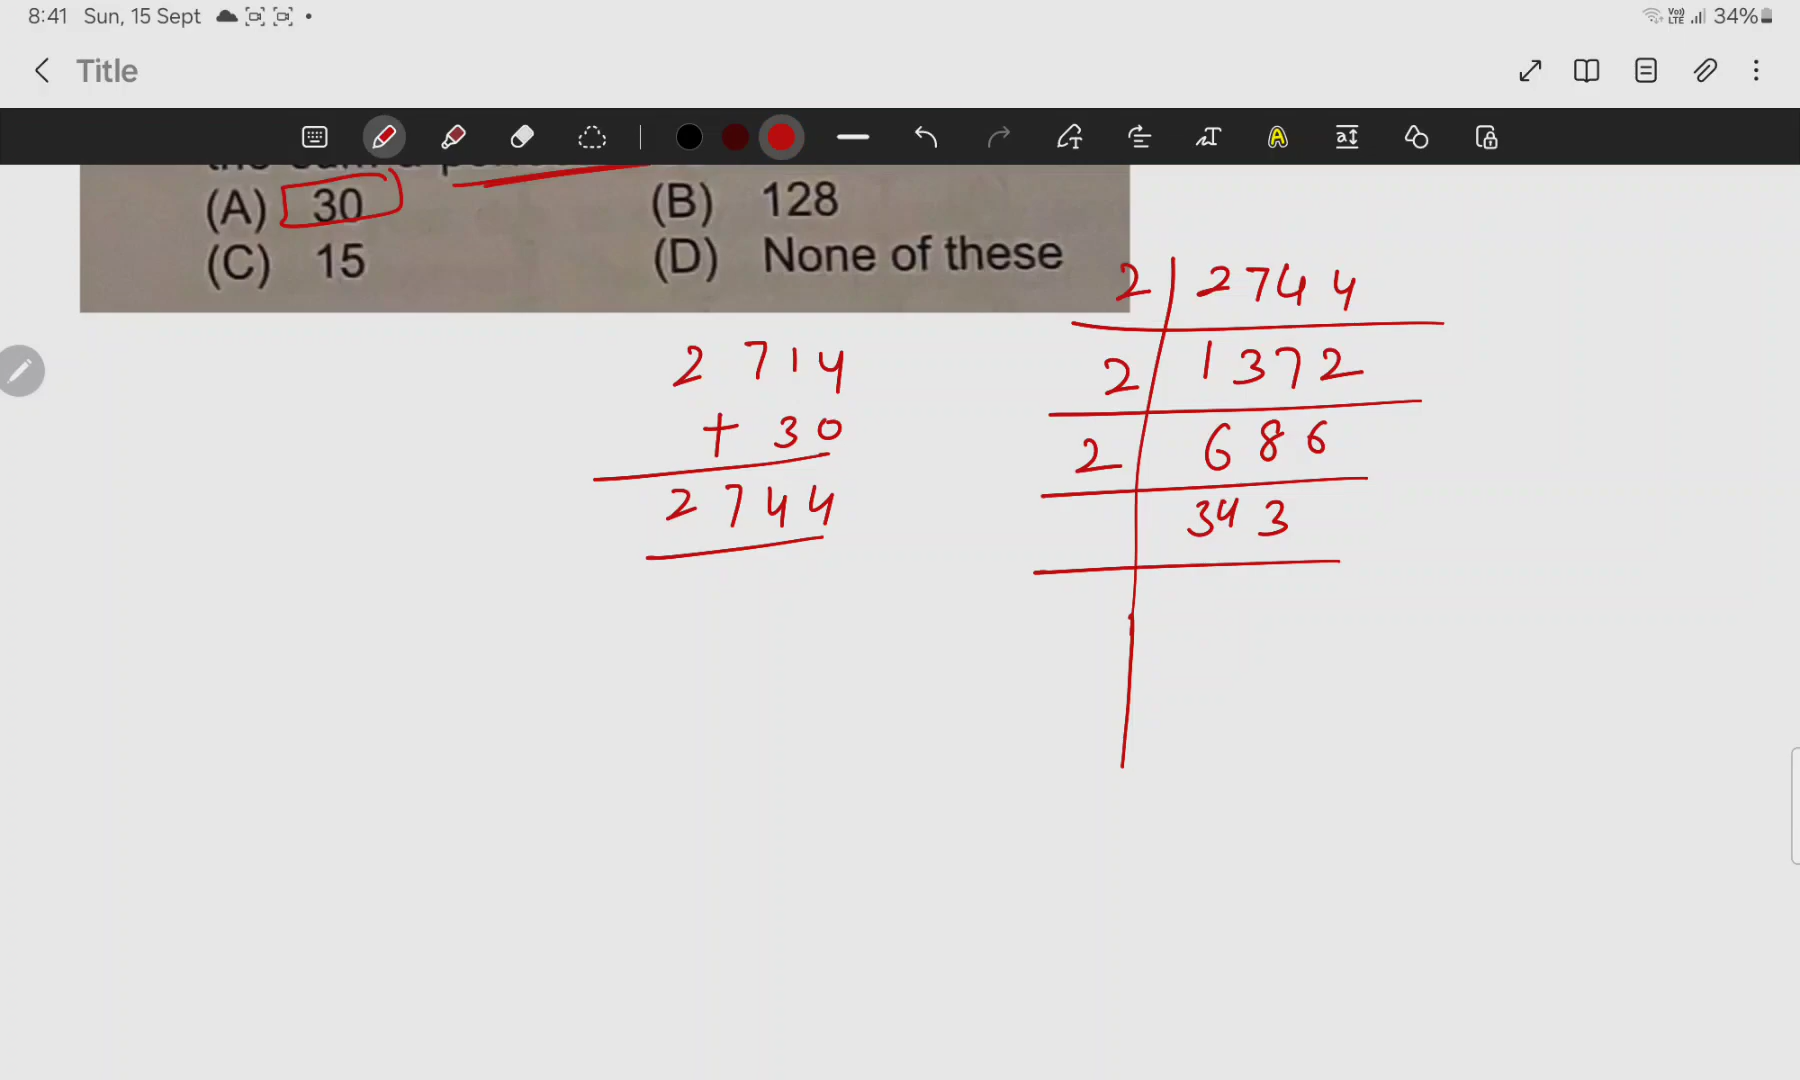 8:41 Sun, 15 Sept
34%
Title
(A) 30 (B) 128
(C) 15 (D) None of these
2714
+ 30
2744
2 | 2744
2 | 1372
2 | 686
343